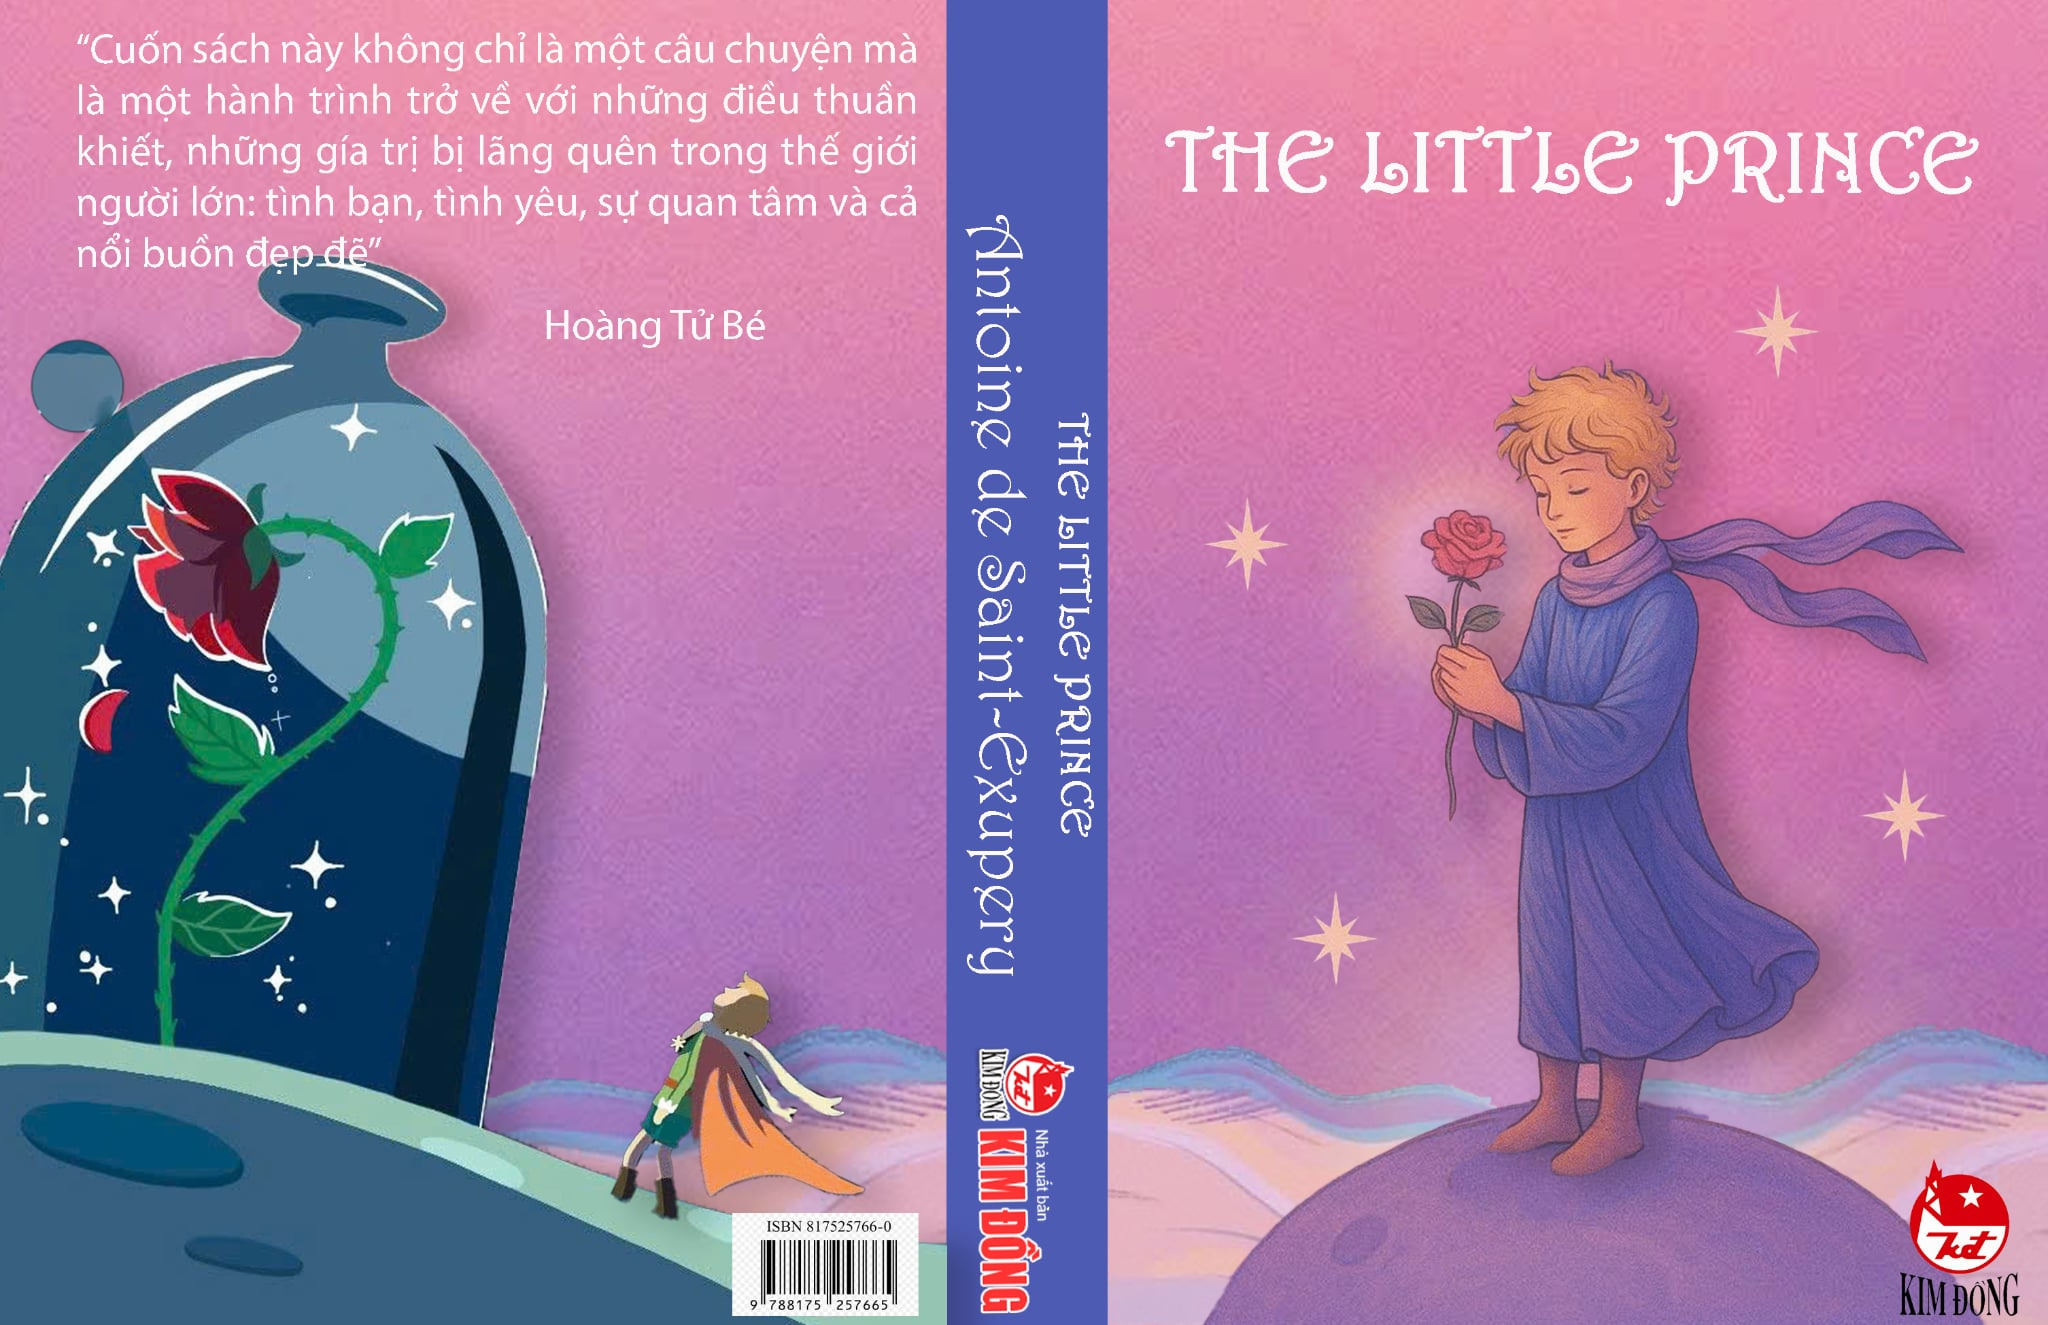 “Cuốn sách này không chỉ là một câu chuyện mà
là một hành trình trở về với những điều thuần
khiết, những gía trị bị lãng quên trong thế giới
người lớn: tình bạn, tình yêu, sự quan tâm và cả
nổi buồn đẹp đẽ”
Hoàng Tử Bé
ISBN 817525766-0
9 788175 257665
Antoine de Saint-Exupery
THE LITTLE PRINCE
kđ
KIM ĐỒNG
Nhà xuất bản
KIM ĐỒNG
THE LITTLE PRINCE
kđ
KIM ĐỒNG